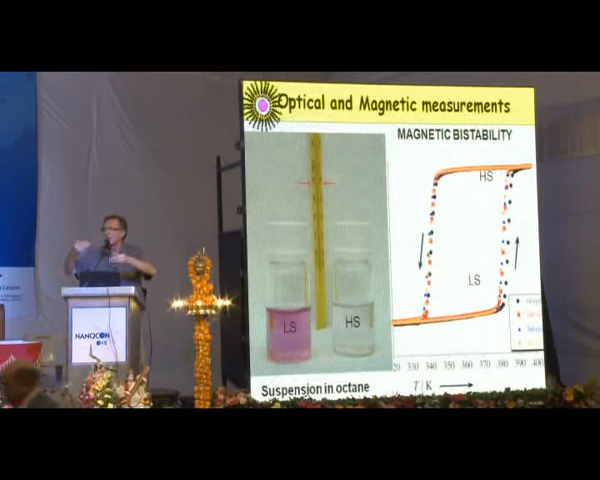 Optical and Magnetic measurements
MAGNETIC BISTABILITY
HS
LS
LS
HS
330 340 350 360 370 380 390 400
T / K
Suspension in octane
NANOCON
012